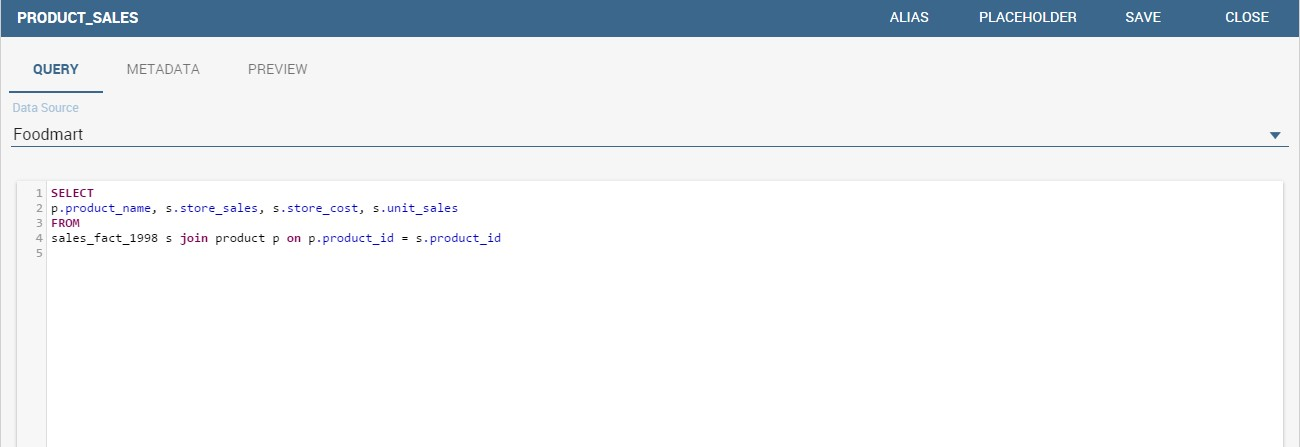 PRODUCT_SALES ALIAS PLACEHOLDER SAVE CLOSE
QUERY METADATA PREVIEW
Data Source
Foodmart
1 SELECT
2 p.product_name, s.store_sales, s.store_cost, s.unit_sales
3 FROM
4 sales_fact_1998 s join product p on p.product_id = s.product_id
5